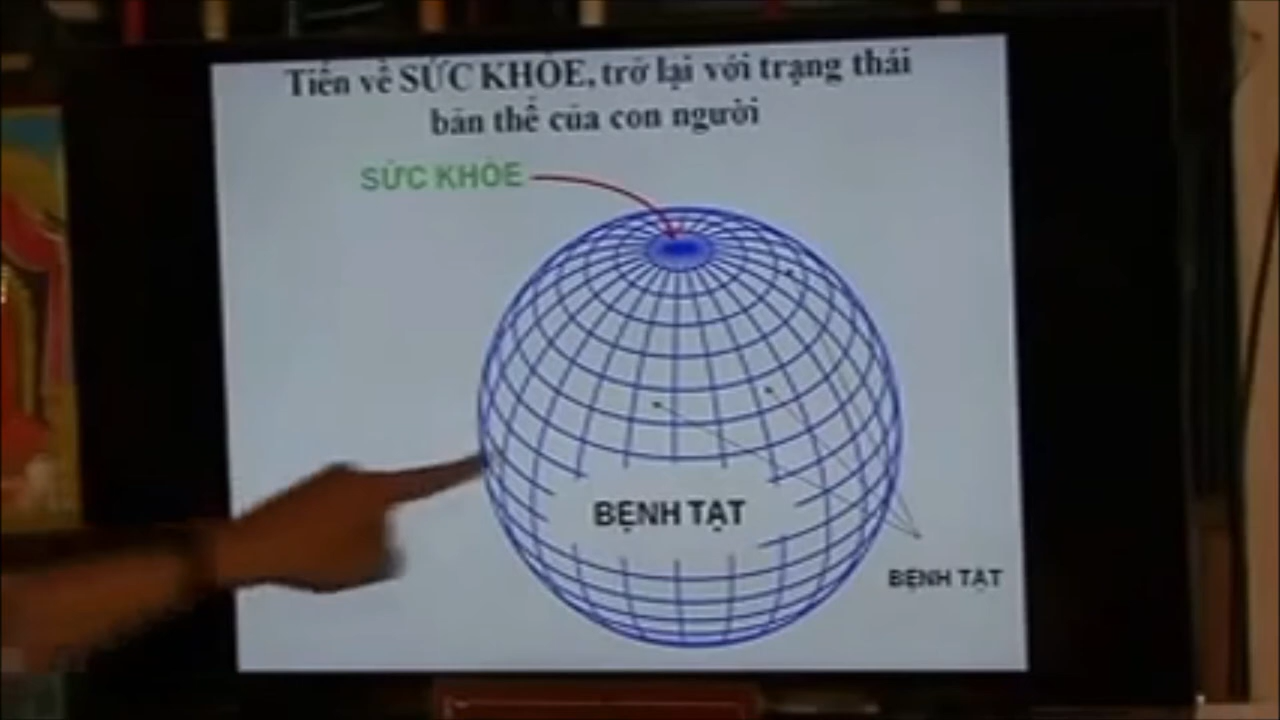 Tiến về SỨC KHỎE, trở lại với trạng thái
bản thể của con người
SỨC KHỎE
BỆNH TẬT
BỆNH TẬT